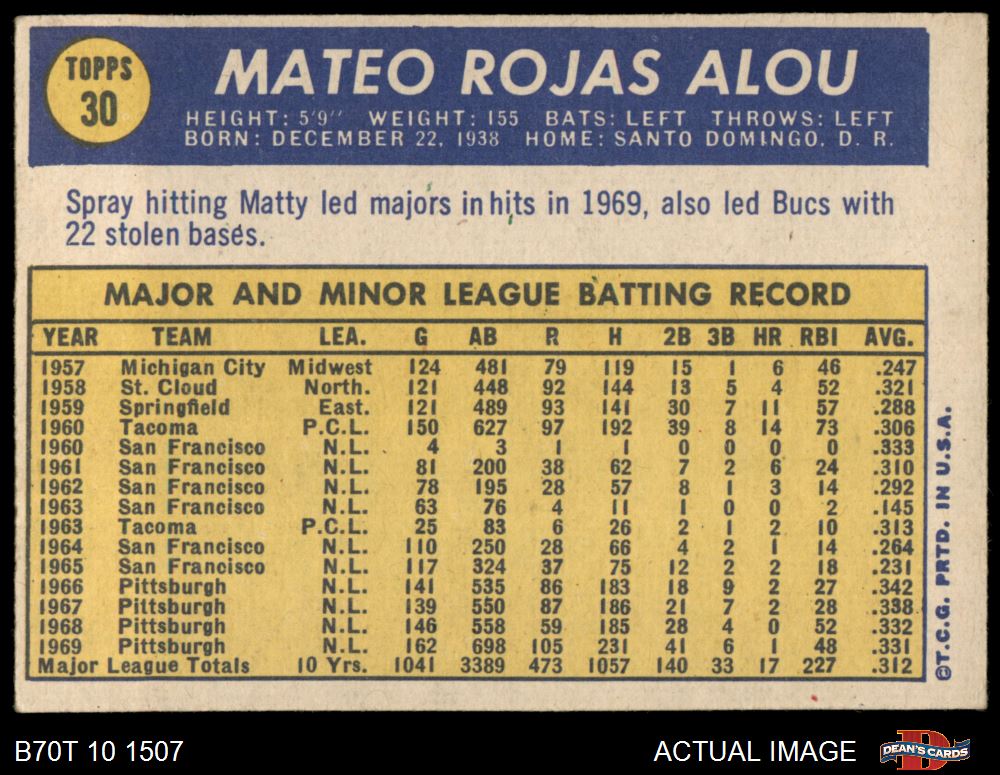 TOPPS
30
MATEO ROJAS ALOU
HEIGHT: 5'9" WEIGHT: 155 BATS: LEFT THROWS: LEFT
BORN: DECEMBER 22, 1938 HOME: SANTO DOMINGO, D. R.
Spray hitting Matty led majors in hits in 1969, also led Bucs with
22 stolen bases.
MAJOR AND MINOR LEAGUE BATTING RECORD
YEAR TEAM LEA. G AB R H 2B 3B HR RBI AVG.
1957 Michigan City Midwest 124 481 79 119 15 1 6 46 .247
1958 St. Cloud North. 121 448 92 144 13 5 4 52 .321
1959 Springfield East. 121 489 93 141 30 7 11 57 .288
1960 Tacoma P.C.L. 150 627 97 192 39 8 14 73 .306
1960 San Francisco N.L. 4 3 1 1 0 0 0 0 .333
1961 San Francisco N.L. 81 200 38 62 7 2 6 24 .310
1962 San Francisco N.L. 78 195 28 57 8 1 3 14 .292
1963 San Francisco N.L. 63 76 4 11 1 0 0 2 .145
1963 Tacoma P.C.L. 25 83 6 26 2 1 2 10 .313
1964 San Francisco N.L. 110 250 28 66 4 2 1 14 .264
1965 San Francisco N.L. 117 324 37 75 12 2 2 18 .231
1966 Pittsburgh N.L. 141 535 86 183 18 9 2 27 .342
1967 Pittsburgh N.L. 139 550 87 186 21 7 2 28 .338
1968 Pittsburgh N.L. 146 558 59 185 28 4 0 52 .332
1969 Pittsburgh N.L. 162 698 105 231 41 6 1 48 .331
Major League Totals 10 Yrs. 1041 3389 473 1057 140 33 17 227 .312
©T.C.G. PRTD. IN U.S.A.
B70T 10 1507
ACTUAL IMAGE
DEAN'S CARDS